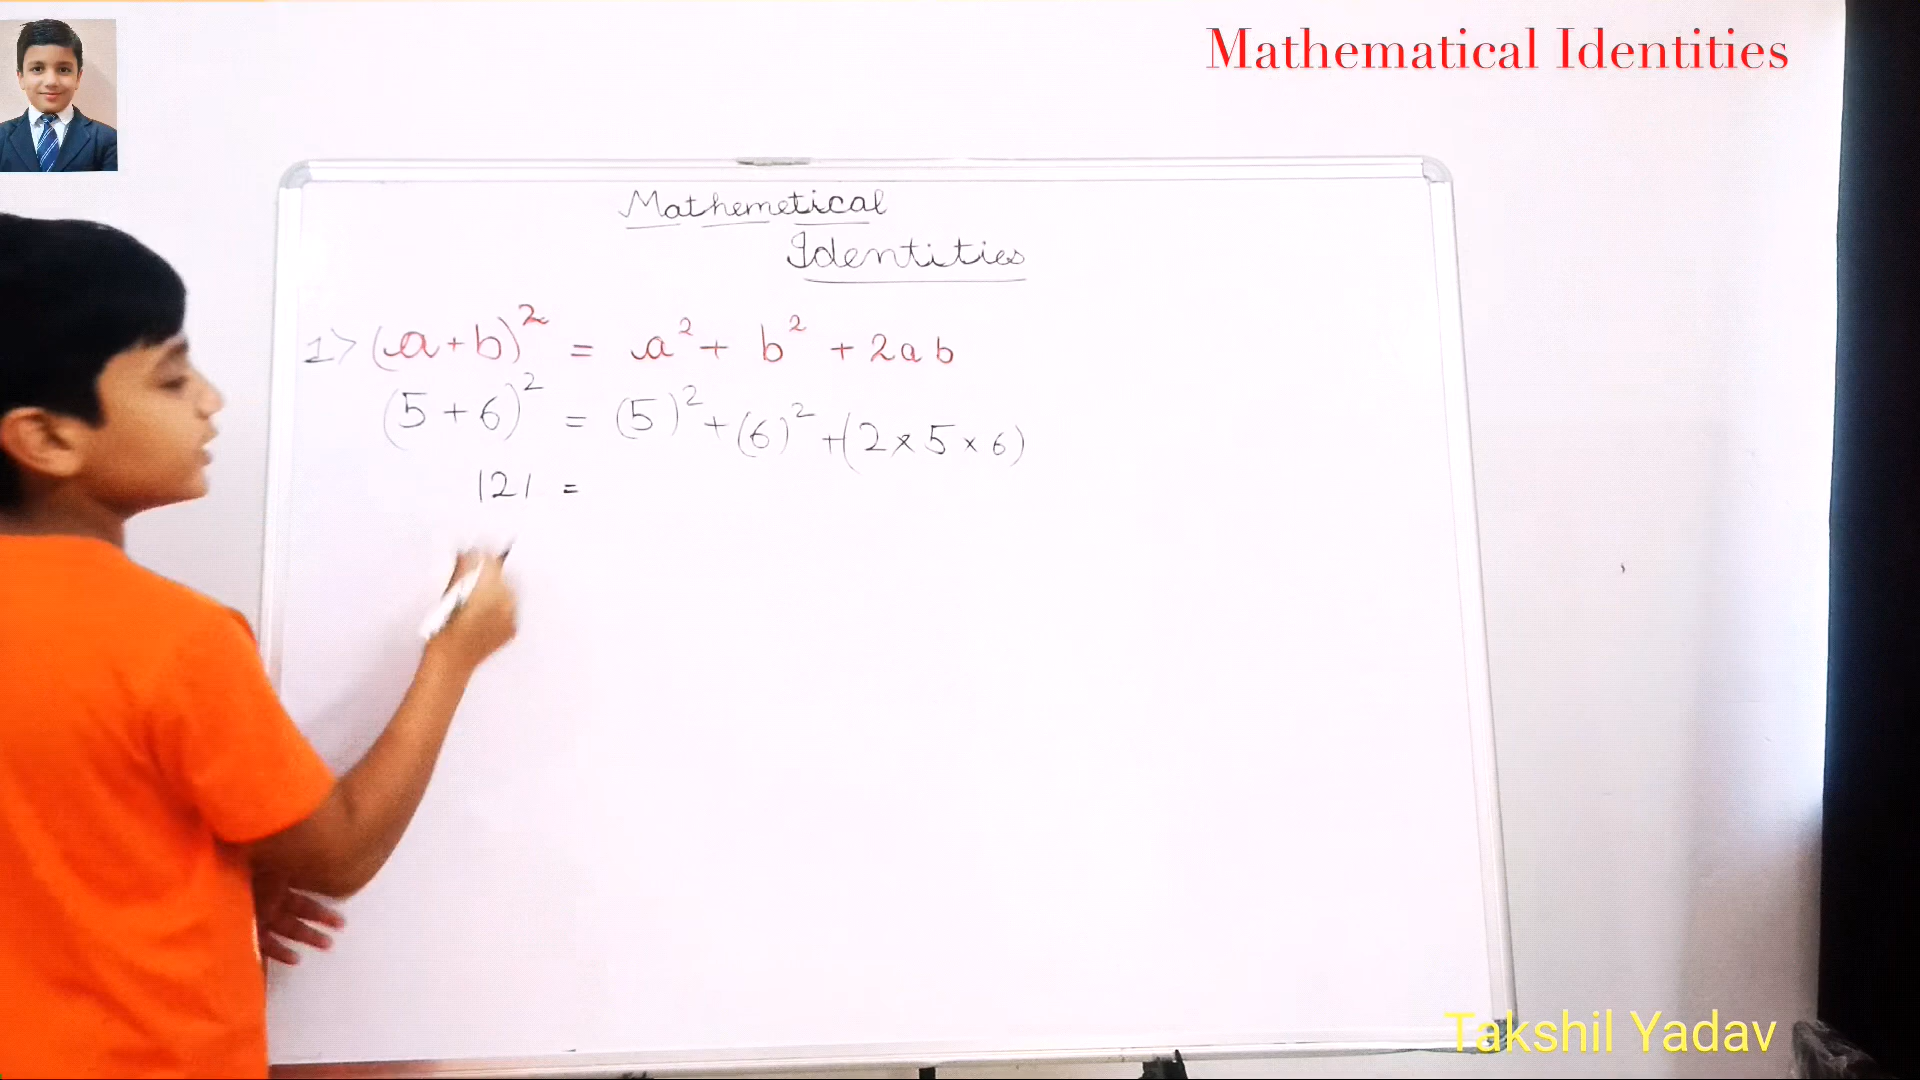 Mathematical Identities
Mathemetical
Identities
1> (a+b)² = a² + b² + 2ab
(5+6)² = (5)² + (6)² + (2×5×6)
121 =
Takshil Yadav